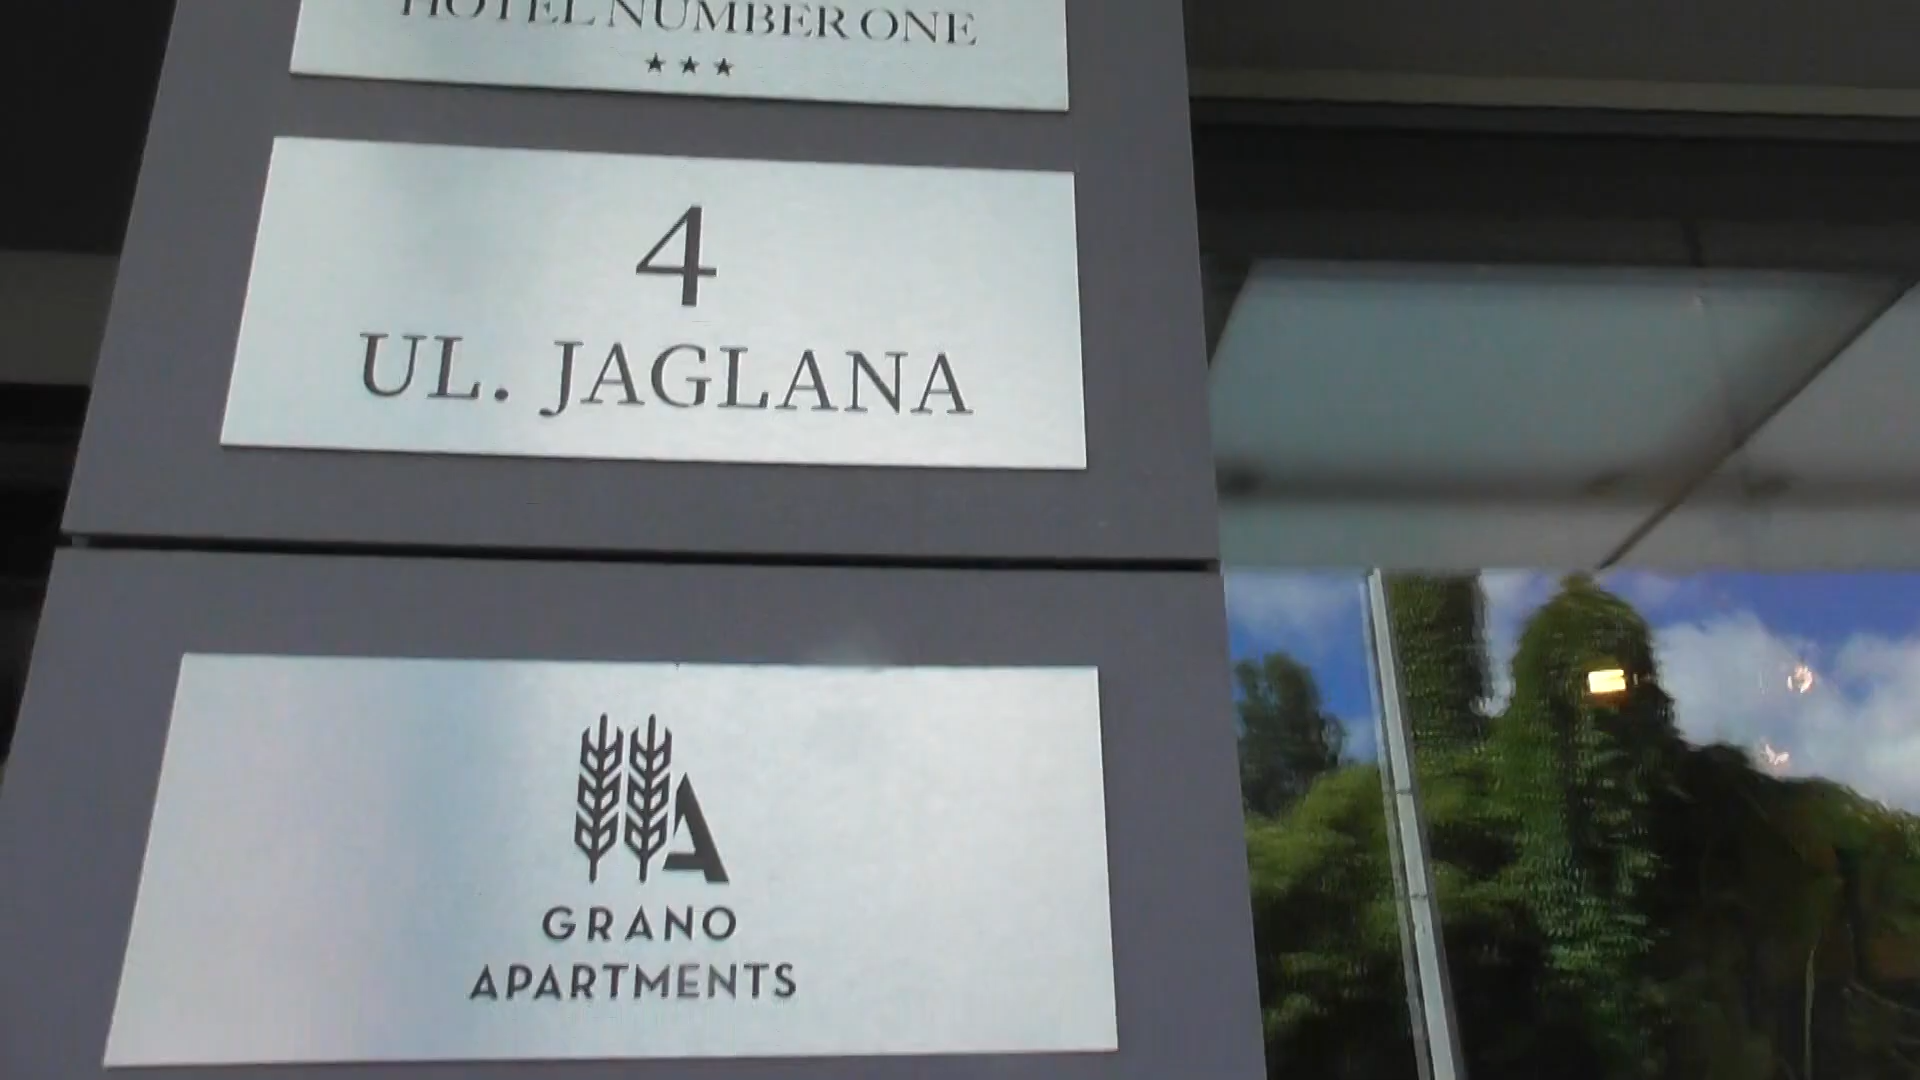 HOTEL NUMBER ONE
4
UL. JAGLANA
GRANO
APARTMENTS